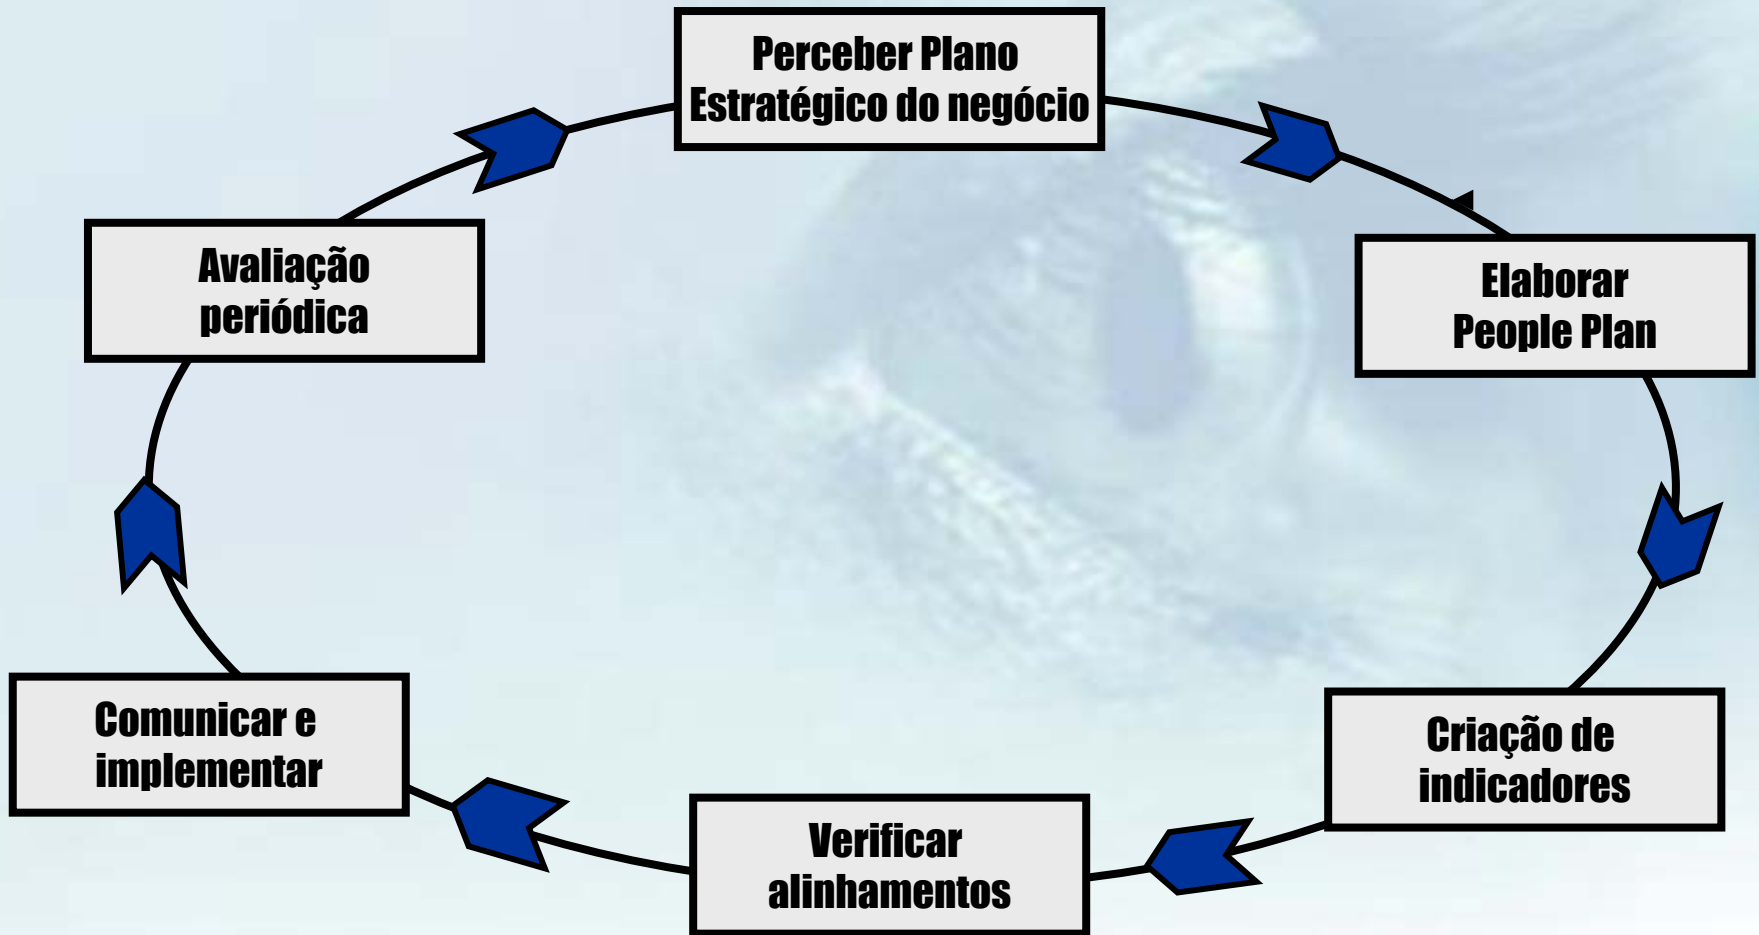 Perceber Plano
Estratégico do negócio
Elaborar
People Plan
Criação de
indicadores
Verificar
alinhamentos
Comunicar e
implementar
Avaliação
periódica